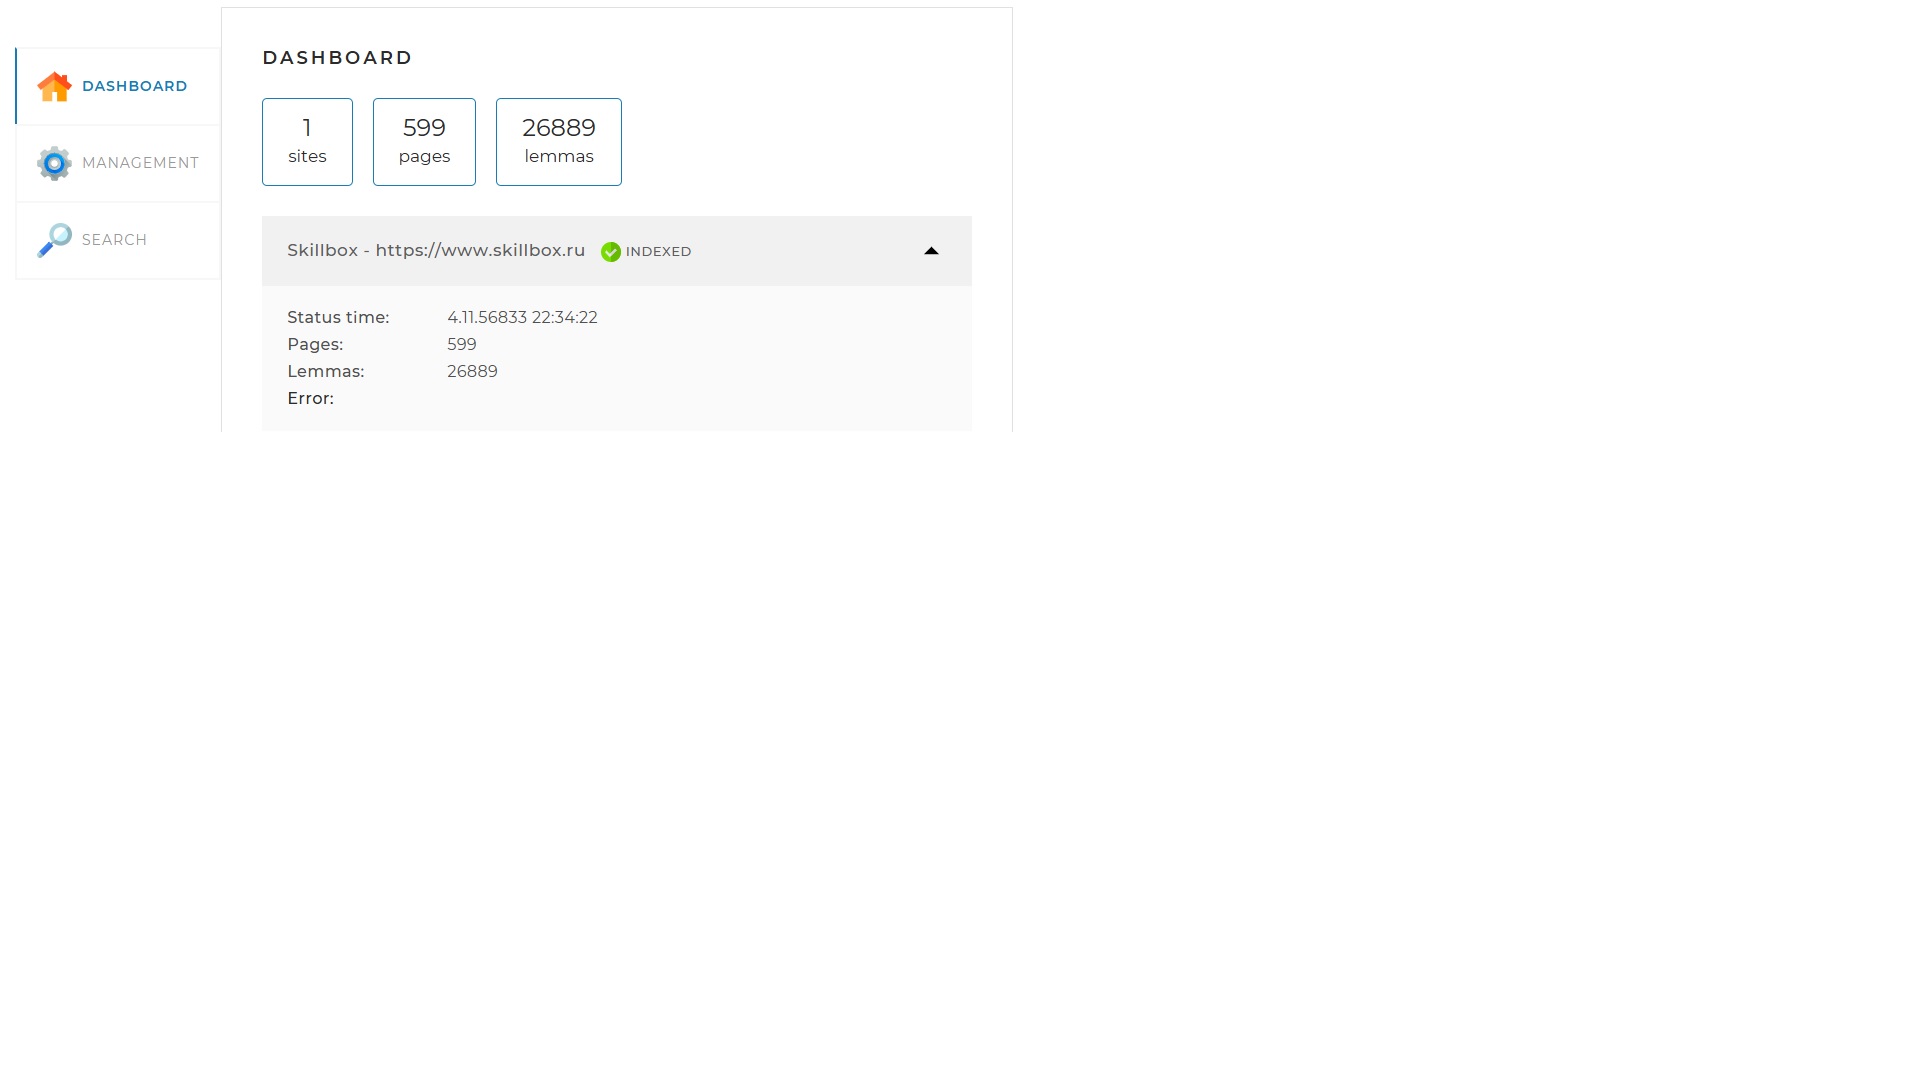 DASHBOARD
MANAGEMENT
SEARCH
DASHBOARD
1
sites
599
pages
26889
lemmas
Skillbox - https://www.skillbox.ru INDEXED
Status time: 4.11.56833 22:34:22
Pages: 599
Lemmas: 26889
Error: